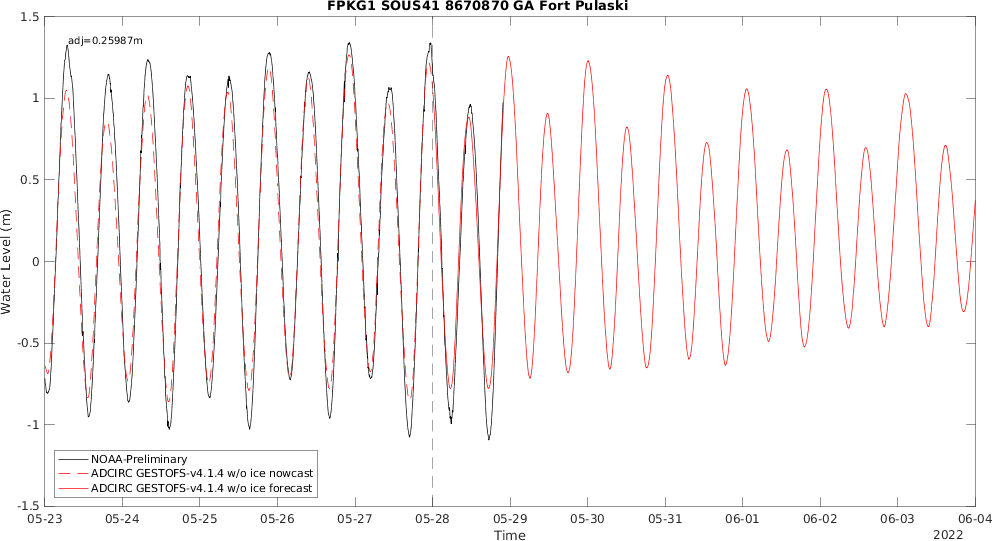 FPKG1 SOUS41 8670870 GA Fort Pulaski
adj=0.25987m
1.5
1
0.5
0
-0.5
-1
-1.5
Water Level (m)
NOAA-Preliminary
ADCIRC GESTOFS-v4.1.4 w/o ice nowcast
ADCIRC GESTOFS-v4.1.4 w/o ice forecast
05-23 05-24 05-25 05-26 05-27 05-28 05-29 05-30 05-31 06-01 06-02 06-03 06-04
Time
2022